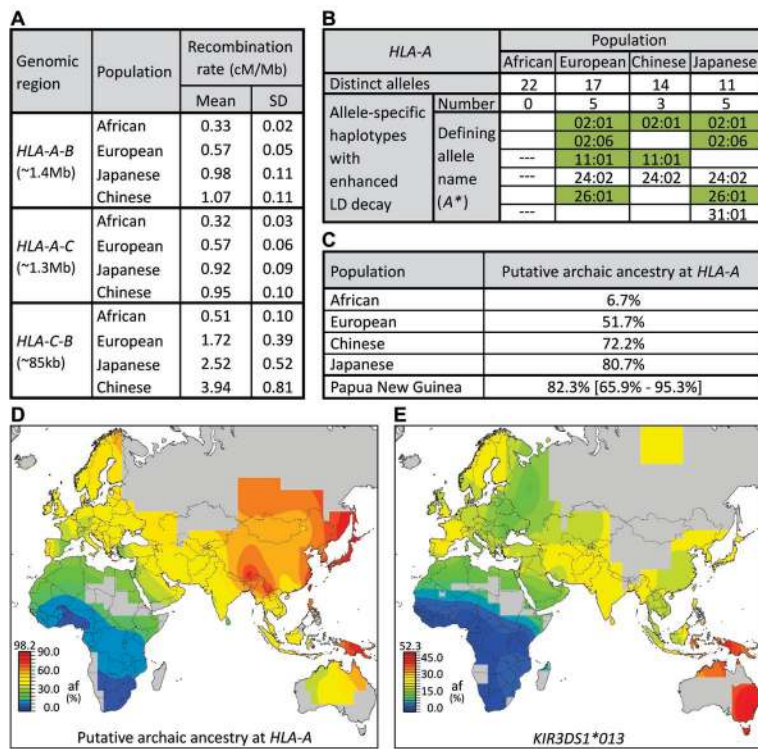 A
Genomic region Population Recombination rate (cM/Mb)
Mean SD
HLA-A-B (~1.4Mb)
African 0.33 0.02
European 0.57 0.05
Japanese 0.98 0.11
Chinese 1.07 0.11
HLA-A-C (~1.3Mb)
African 0.32 0.03
European 0.57 0.06
Japanese 0.92 0.09
Chinese 0.95 0.10
HLA-C-B (~85kb)
African 0.51 0.10
European 1.72 0.39
Japanese 2.52 0.52
Chinese 3.94 0.81
B
HLA-A Population
African European Chinese Japanese
Distinct alleles 22 17 14 11
Allele-specific haplotypes with enhanced LD decay
Number 0 5 3 5
Defining allele name (A*)
02:01 02:01 02:01
02:06 02:06
--- 11:01 11:01
--- 24:02 24:02 24:02
26:01 26:01
--- 31:01
C
Population Putative archaic ancestry at HLA-A
African 6.7%
European 51.7%
Chinese 72.2%
Japanese 80.7%
Papua New Guinea 82.3% [65.9% - 95.3%]
D
98.2
90.0
60.0
30.0
0.0
af
(%)
Putative archaic ancestry at HLA-A
E
52.3
45.0
30.0
15.0
0.0
af
(%)
KIR3DS1*013